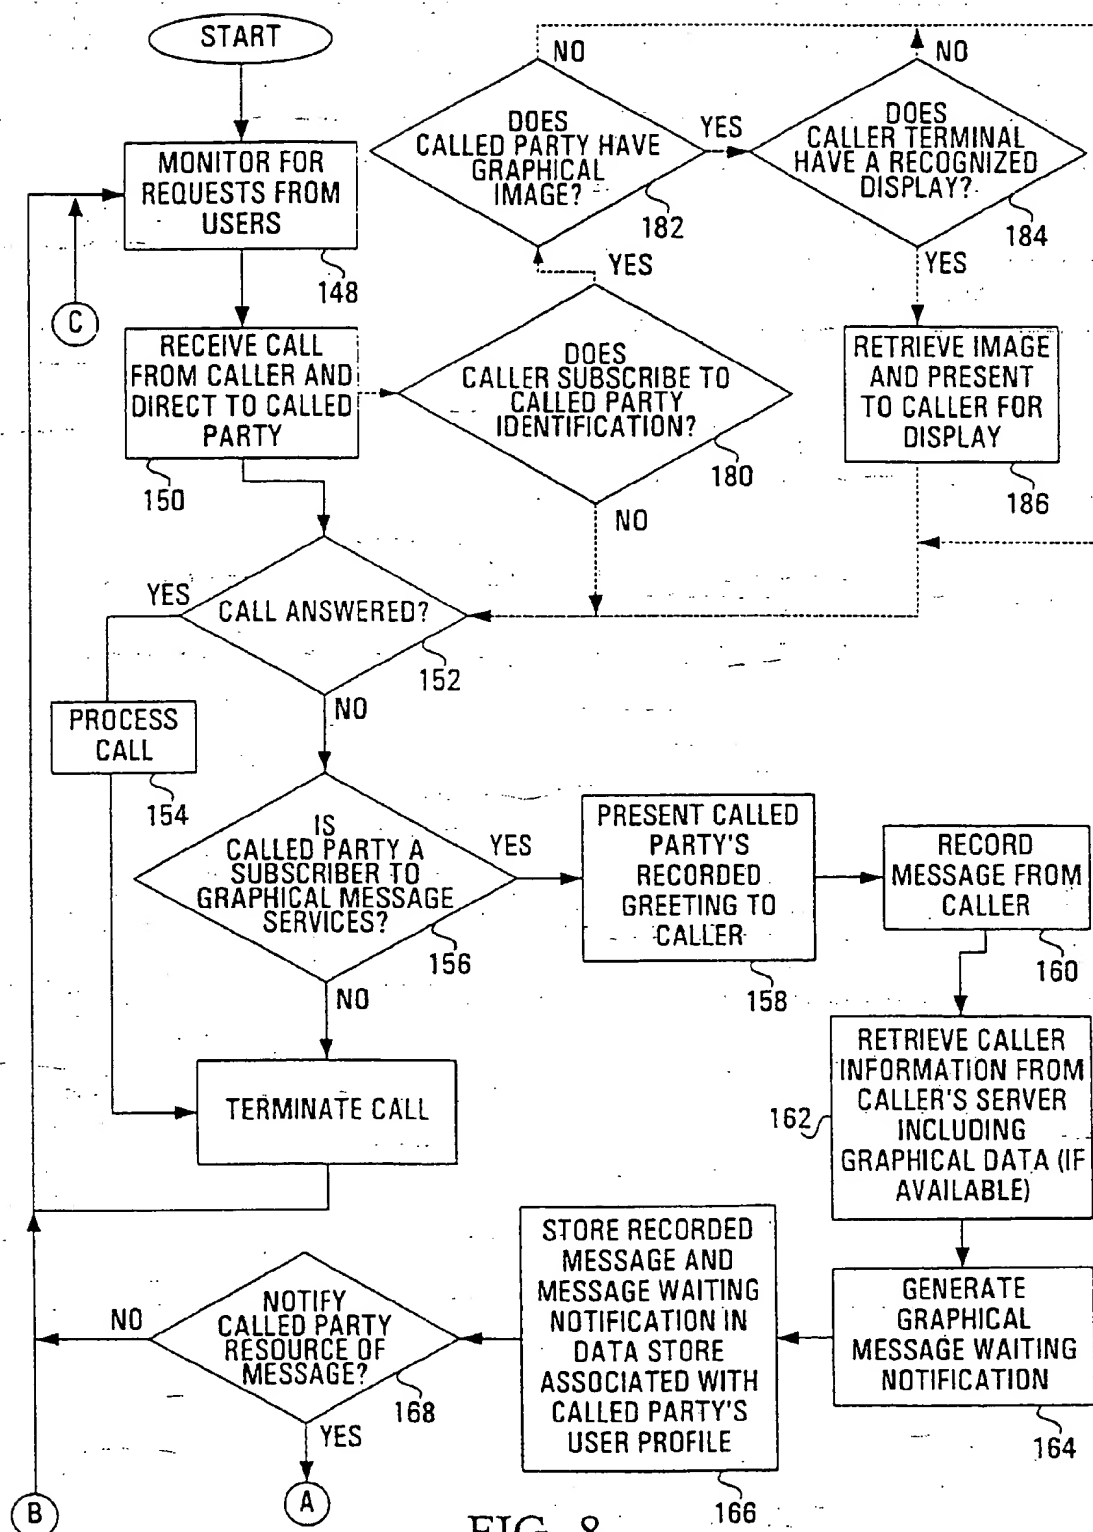 START
MONITOR FOR
REQUESTS FROM
USERS
148
C
RECEIVE CALL
FROM CALLER AND
DIRECT TO CALLED
PARTY
150
DOES
CALLED PARTY HAVE
GRAPHICAL
IMAGE?
182
NO
YES
DOES
CALLER TERMINAL
HAVE A RECOGNIZED
DISPLAY?
184
NO
YES
DOES
CALLER SUBSCRIBE TO
CALLED PARTY
IDENTIFICATION?
180
YES
NO
RETRIEVE IMAGE
AND PRESENT
TO CALLER FOR
DISPLAY
186
YES
CALL ANSWERED?
152
NO
PROCESS
CALL
154
IS
CALLED PARTY A
SUBSCRIBER TO
GRAPHICAL MESSAGE
SERVICES?
156
YES
NO
PRESENT CALLED
PARTY'S
RECORDED
GREETING TO
CALLER
158
RECORD
MESSAGE FROM
CALLER
160
TERMINATE CALL
RETRIEVE CALLER
INFORMATION FROM
CALLER'S SERVER
INCLUDING
GRAPHICAL DATA (IF
AVAILABLE)
162
GENERATE
GRAPHICAL
MESSAGE WAITING
NOTIFICATION
164
STORE RECORDED
MESSAGE AND
MESSAGE WAITING
NOTIFICATION IN
DATA STORE
ASSOCIATED WITH
CALLED PARTY'S
USER PROFILE
166
NOTIFY
CALLED PARTY
RESOURCE OF
MESSAGE?
168
NO
YES
B
A
FIG. 8